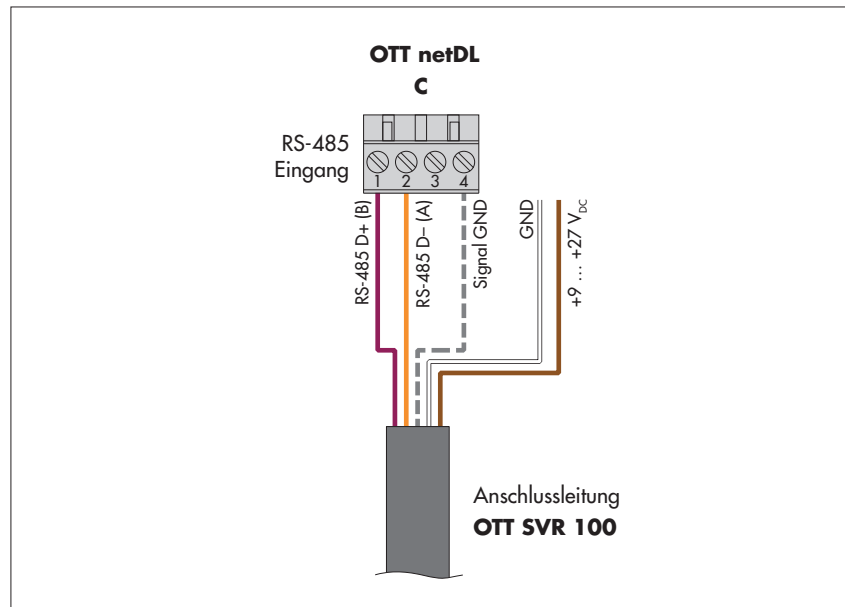 OTT netDL
C
RS-485
Eingang
1 2 3 4
RS-485 D+ (B)
RS-485 D– (A)
Signal GND
GND
+9 ... +27 VDC
Anschlussleitung
OTT SVR 100